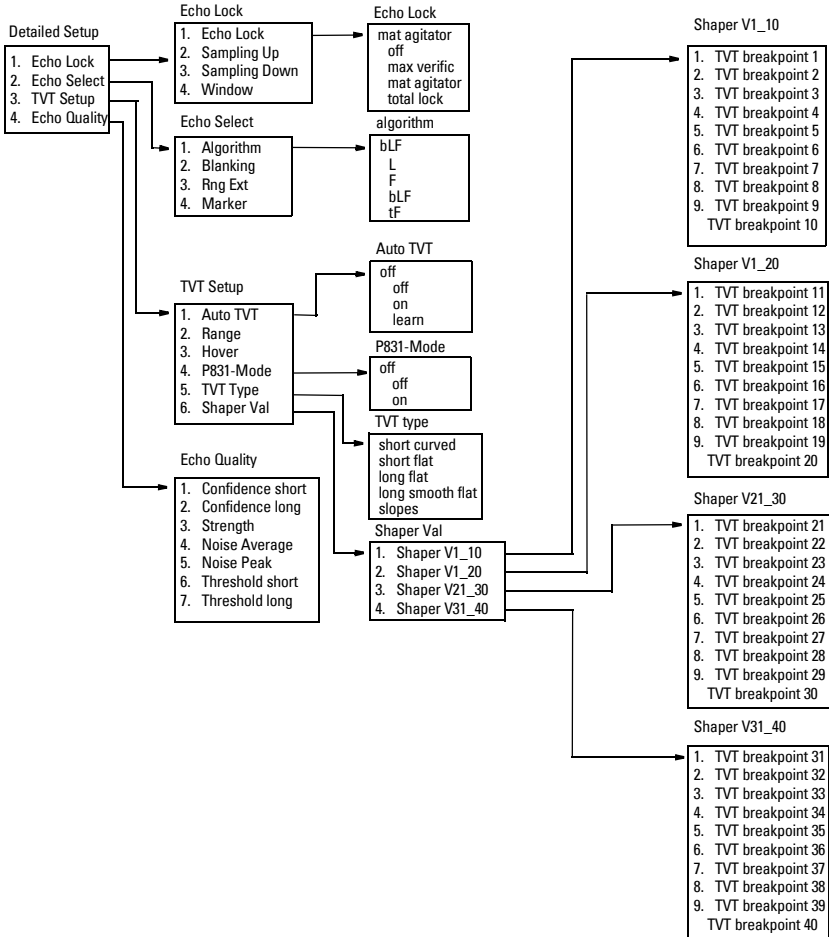 Detailed Setup
1. Echo Lock
2. Echo Select
3. TVT Setup
4. Echo Quality
Echo Lock
1. Echo Lock
2. Sampling Up
3. Sampling Down
4. Window
Echo Lock
mat agitator
off
max verific
mat agitator
total lock
Echo Select
1. Algorithm
2. Blanking
3. Rng Ext
4. Marker
algorithm
bLF
L
F
bLF
tF
TVT Setup
1. Auto TVT
2. Range
3. Hover
4. P831-Mode
5. TVT Type
6. Shaper Val
Auto TVT
off
off
on
learn
P831-Mode
off
off
on
TVT type
short curved
short flat
long flat
long smooth flat
slopes
Echo Quality
1. Confidence short
2. Confidence long
3. Strength
4. Noise Average
5. Noise Peak
6. Threshold short
7. Threshold long
Shaper Val
1. Shaper V1_10
2. Shaper V1_20
3. Shaper V21_30
4. Shaper V31_40
Shaper V1_10
1. TVT breakpoint 1
2. TVT breakpoint 2
3. TVT breakpoint 3
4. TVT breakpoint 4
5. TVT breakpoint 5
6. TVT breakpoint 6
7. TVT breakpoint 7
8. TVT breakpoint 8
9. TVT breakpoint 9
TVT breakpoint 10
Shaper V1_20
1. TVT breakpoint 11
2. TVT breakpoint 12
3. TVT breakpoint 13
4. TVT breakpoint 14
5. TVT breakpoint 15
6. TVT breakpoint 16
7. TVT breakpoint 17
8. TVT breakpoint 18
9. TVT breakpoint 19
TVT breakpoint 20
Shaper V21_30
1. TVT breakpoint 21
2. TVT breakpoint 22
3. TVT breakpoint 23
4. TVT breakpoint 24
5. TVT breakpoint 25
6. TVT breakpoint 26
7. TVT breakpoint 27
8. TVT breakpoint 28
9. TVT breakpoint 29
TVT breakpoint 30
Shaper V31_40
1. TVT breakpoint 31
2. TVT breakpoint 32
3. TVT breakpoint 33
4. TVT breakpoint 34
5. TVT breakpoint 35
6. TVT breakpoint 36
7. TVT breakpoint 37
8. TVT breakpoint 38
9. TVT breakpoint 39
TVT breakpoint 40